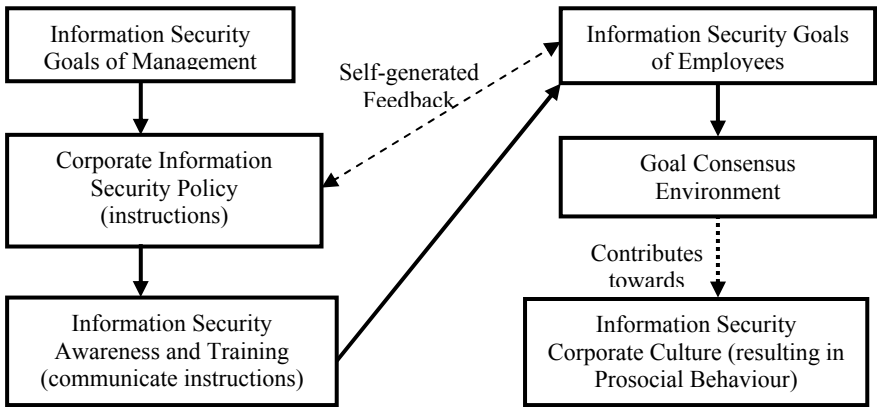 Information Security
Goals of Management
Corporate Information
Security Policy
(instructions)
Information Security
Awareness and Training
(communicate instructions)
Self-generated
Feedback
Information Security Goals
of Employees
Goal Consensus
Environment
Contributes
towards
Information Security
Corporate Culture (resulting in
Prosocial Behaviour)